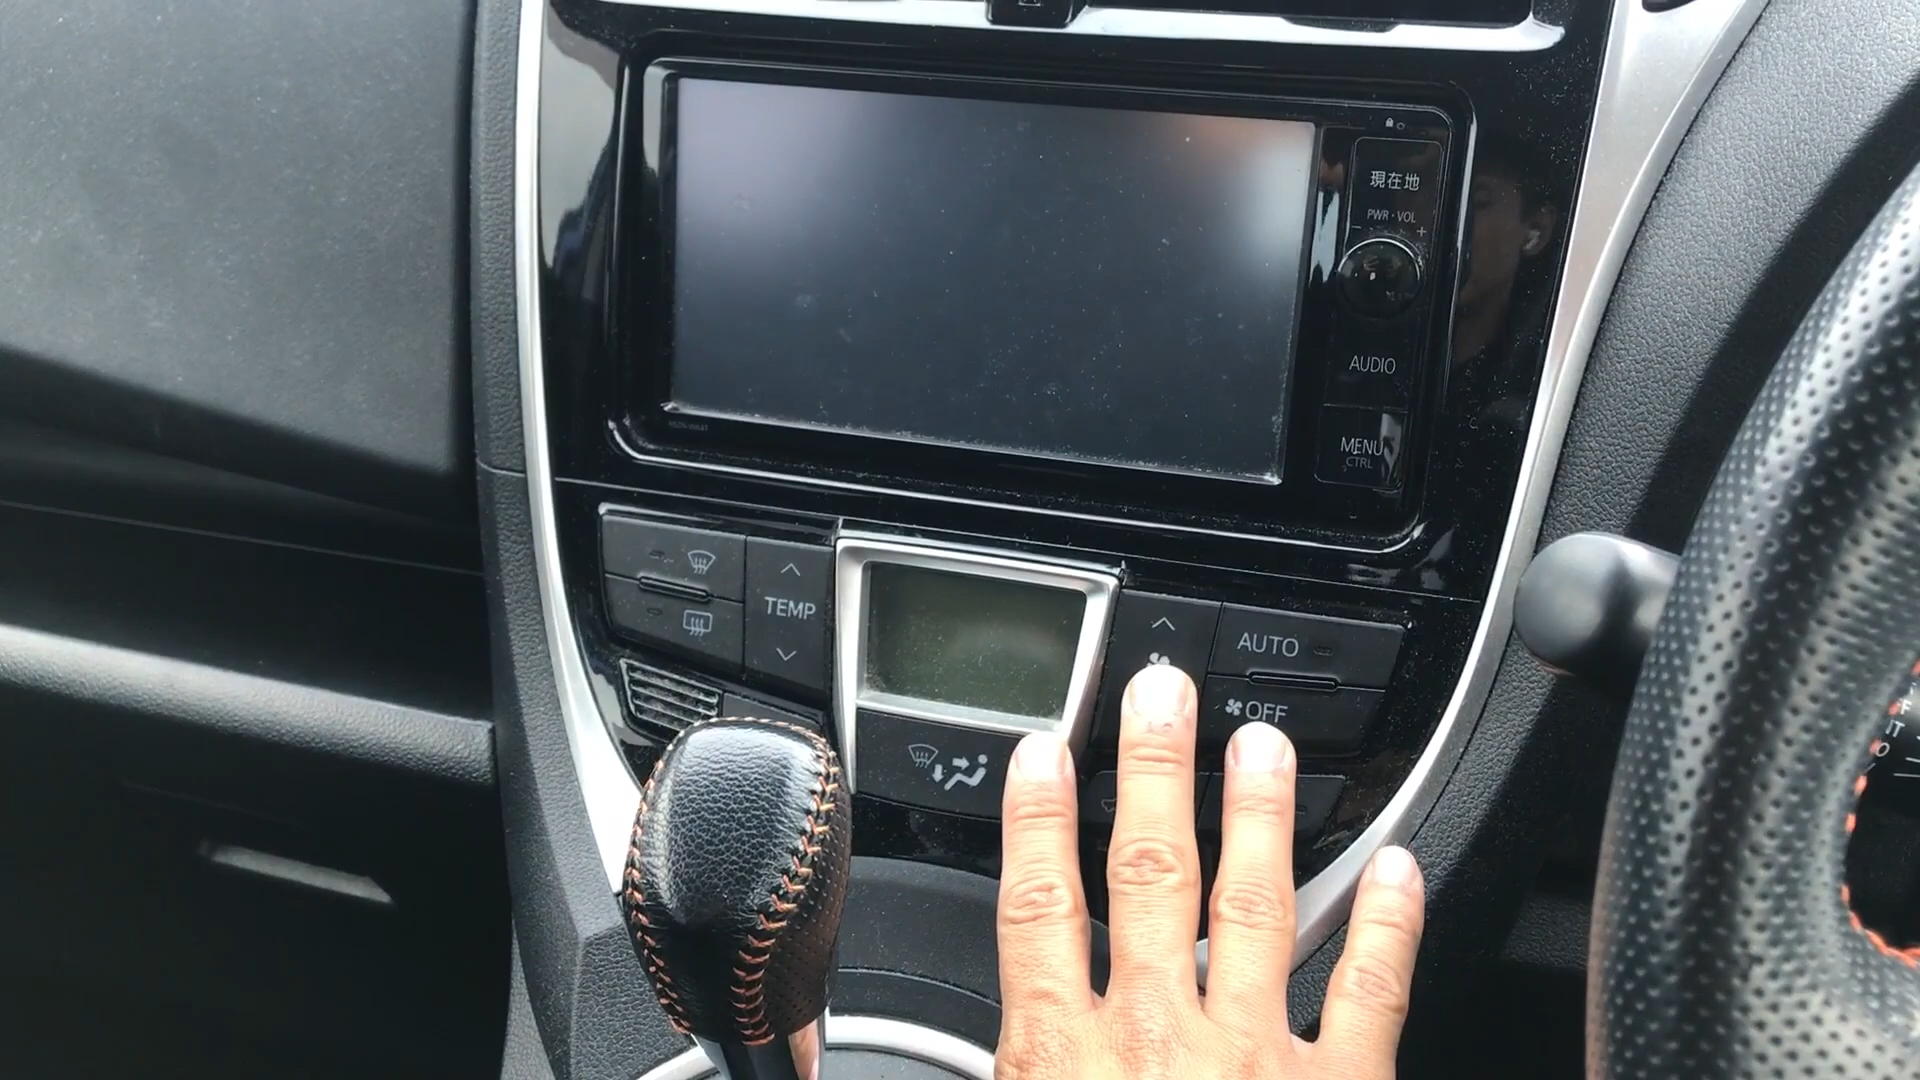 現在地
PWR・VOL
- +
AUDIO
MENU
CTRL
TEMP
AUTO
OFF